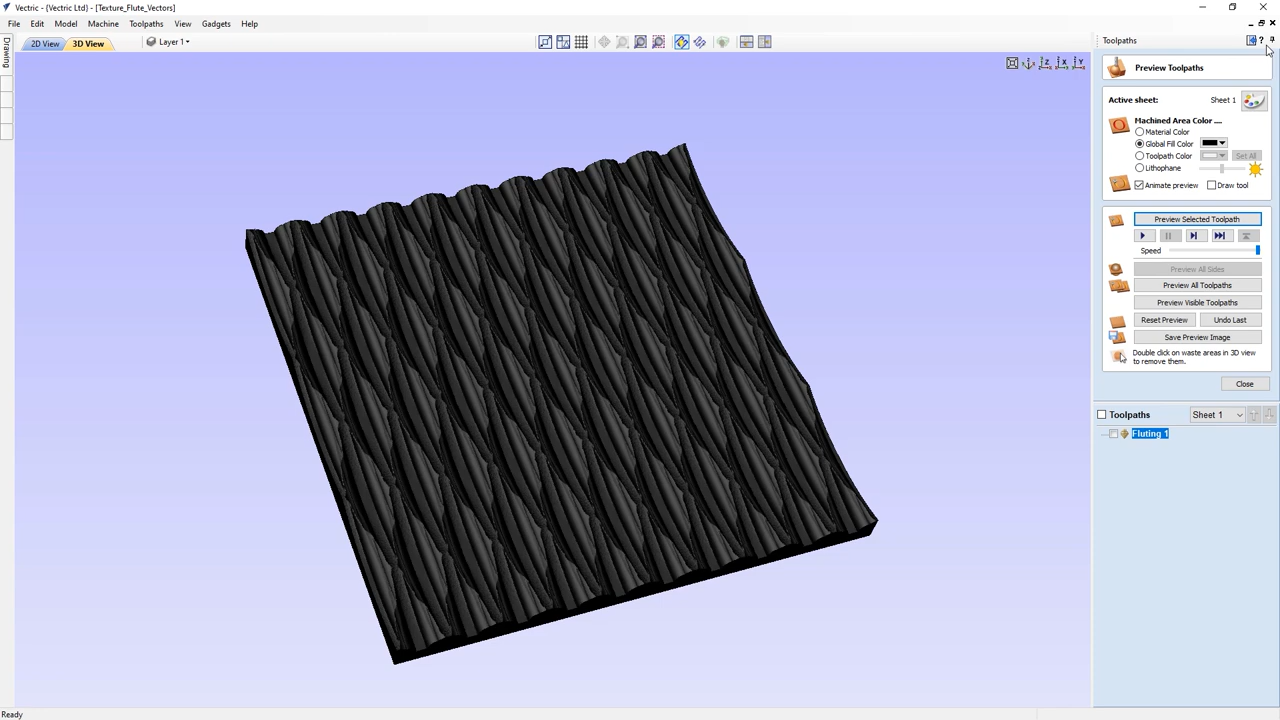 Vectric - {Vectric Ltd} - [Texture_Flute_Vectors]
File Edit Model Machine Toolpaths View Gadgets Help
2D View 3D View Layer 1
Drawing
Toolpaths
Preview Toolpaths
Active sheet: Sheet 1
Machined Area Color ....
Material Color
Global Fill Color
Toolpath Color Set All
Lithophane
Animate preview Draw tool
Preview Selected Toolpath
Speed
Preview All Sides
Preview All Toolpaths
Preview Visible Toolpaths
Reset Preview Undo Last
Save Preview Image
Double click on waste areas in 3D view
to remove them.
Close
Toolpaths Sheet 1
Fluting 1
Ready